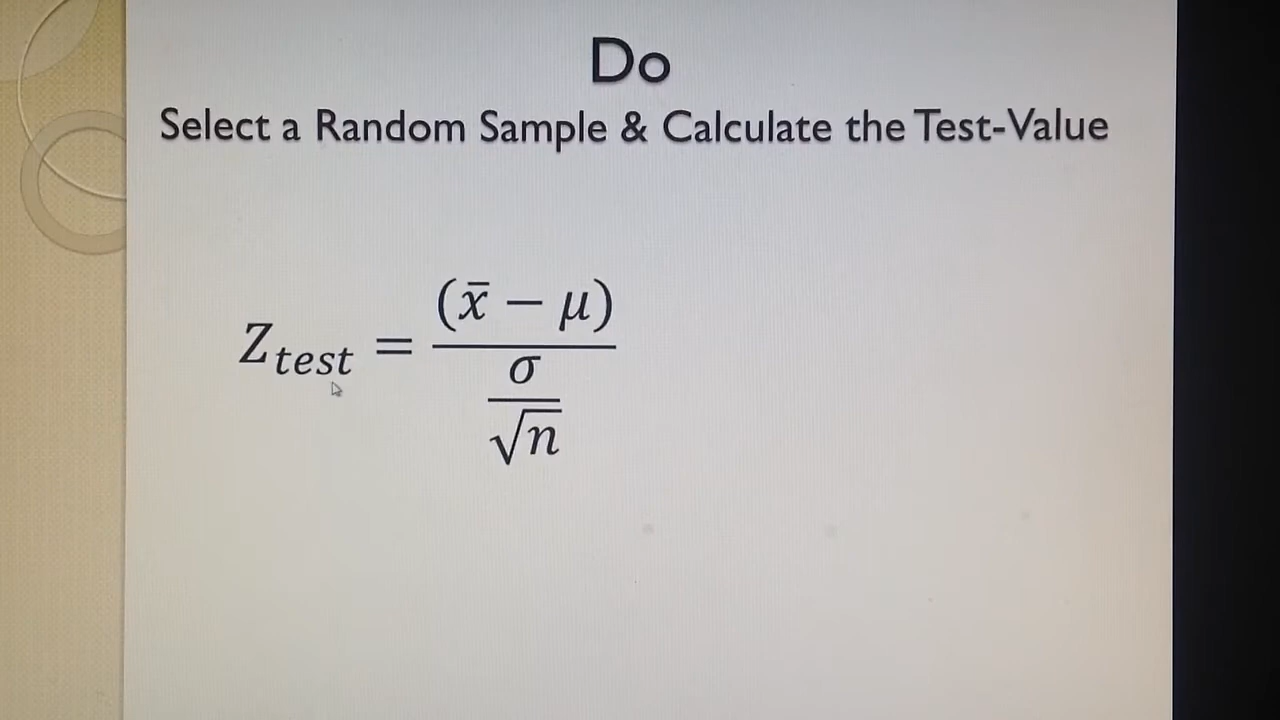 Do
Select a Random Sample & Calculate the Test-Value
Z_test = (x̄ − μ) / (σ / √n)